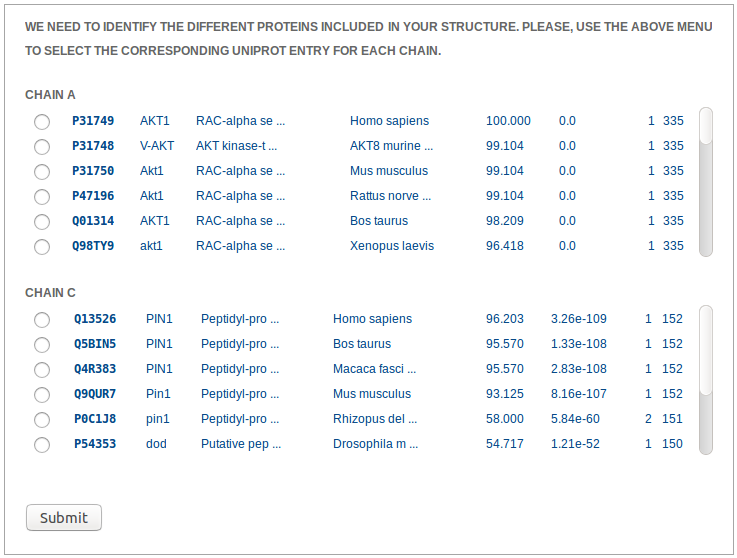 WE NEED TO IDENTIFY THE DIFFERENT PROTEINS INCLUDED IN YOUR STRUCTURE. PLEASE, USE THE ABOVE MENU
TO SELECT THE CORRESPONDING UNIPROT ENTRY FOR EACH CHAIN.
CHAIN A
P31749 AKT1 RAC-alpha se ... Homo sapiens 100.000 0.0 1 335
P31748 V-AKT AKT kinase-t ... AKT8 murine ... 99.104 0.0 1 335
P31750 Akt1 RAC-alpha se ... Mus musculus 99.104 0.0 1 335
P47196 Akt1 RAC-alpha se ... Rattus norve ... 99.104 0.0 1 335
Q01314 AKT1 RAC-alpha se ... Bos taurus 98.209 0.0 1 335
Q98TY9 akt1 RAC-alpha se ... Xenopus laevis 96.418 0.0 1 335
CHAIN C
Q13526 PIN1 Peptidyl-pro ... Homo sapiens 96.203 3.26e-109 1 152
Q5BIN5 PIN1 Peptidyl-pro ... Bos taurus 95.570 1.33e-108 1 152
Q4R383 PIN1 Peptidyl-pro ... Macaca fasci ... 95.570 2.83e-108 1 152
Q9QUR7 Pin1 Peptidyl-pro ... Mus musculus 93.125 8.16e-107 1 152
P0C1J8 pin1 Peptidyl-pro ... Rhizopus del ... 58.000 5.84e-60 2 151
P54353 dod Putative pep ... Drosophila m ... 54.717 1.21e-52 1 150
Submit